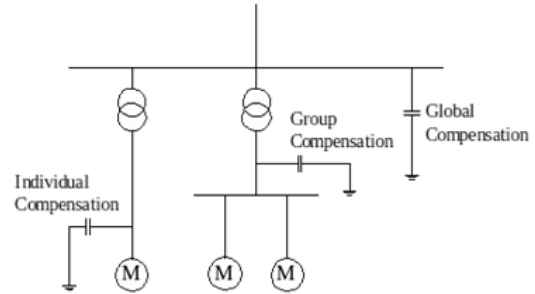 Group
Compensation
Global
Compensation
Individual
Compensation
M
M
M